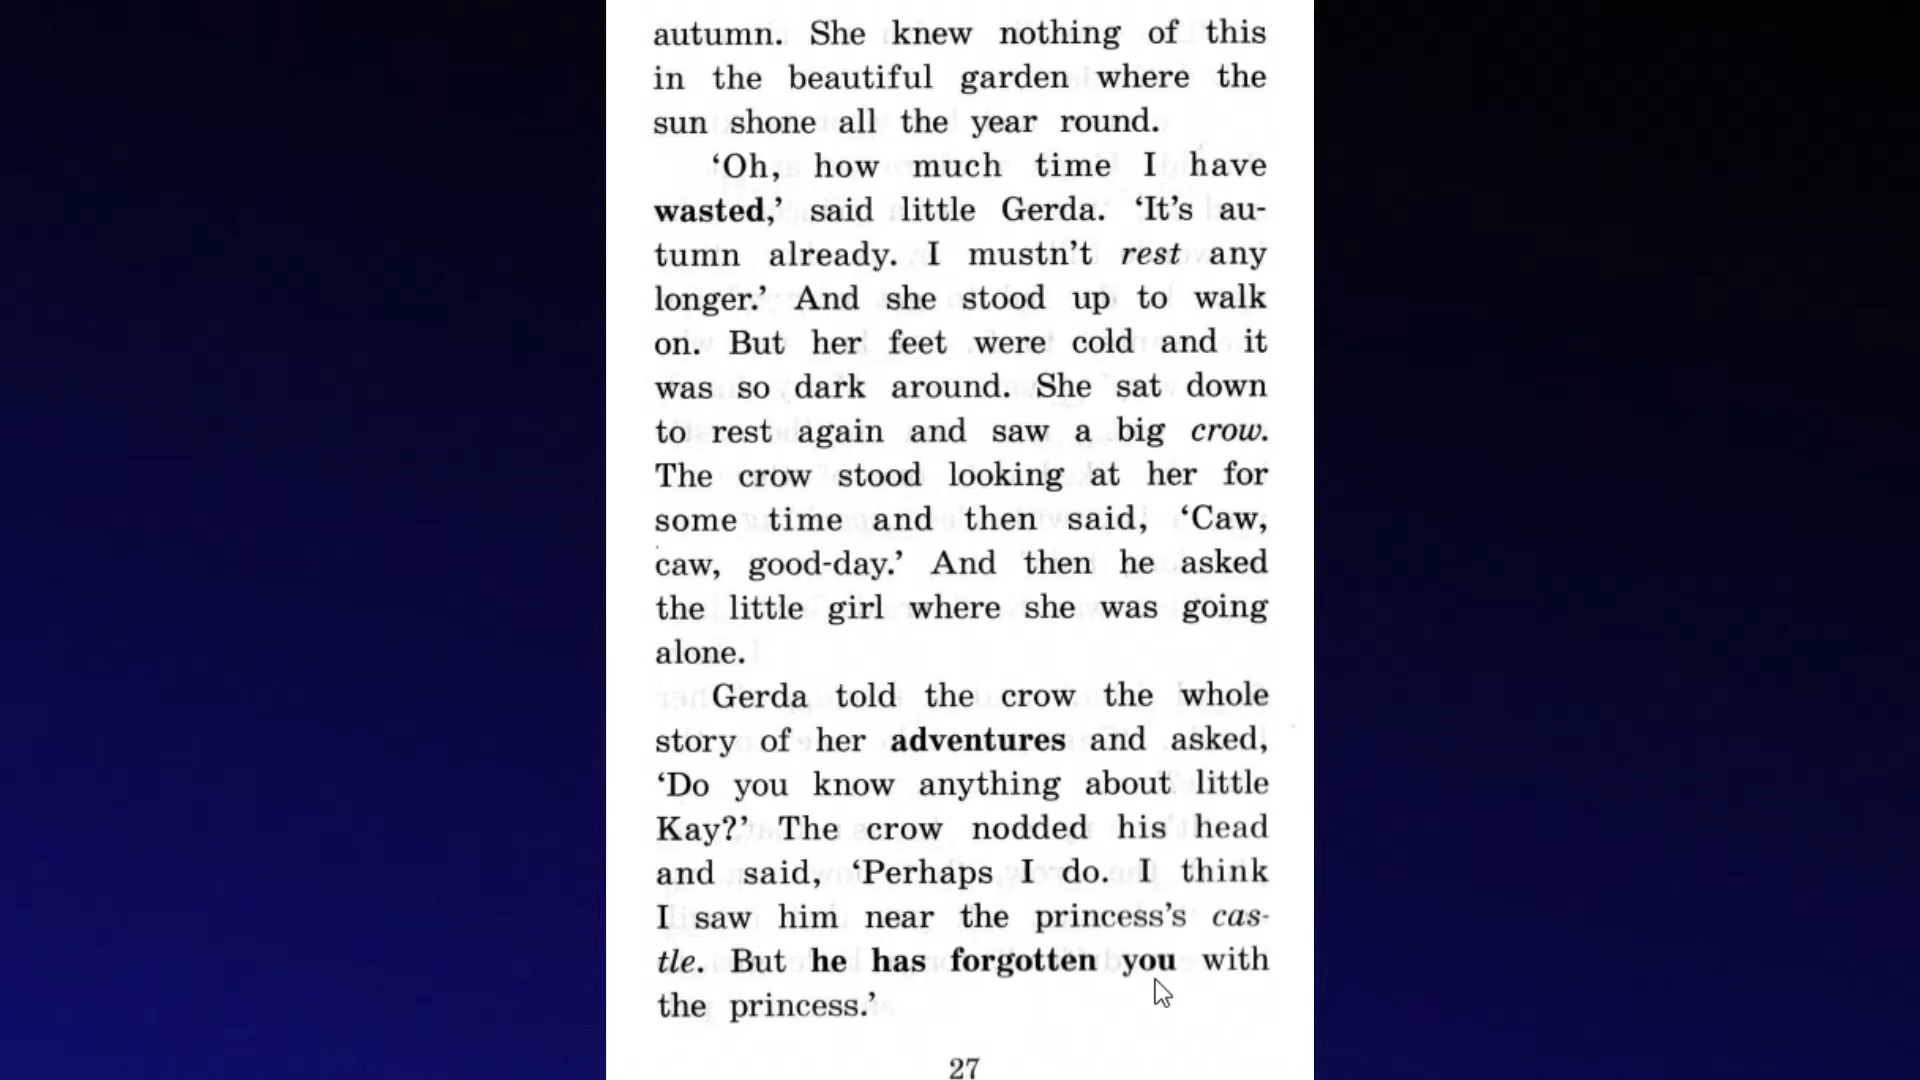 autumn. She knew nothing of this
in the beautiful garden where the
sun shone all the year round.
‘Oh, how much time I have
wasted,’ said little Gerda. ‘It’s au-
tumn already. I mustn’t rest any
longer.’ And she stood up to walk
on. But her feet were cold and it
was so dark around. She sat down
to rest again and saw a big crow.
The crow stood looking at her for
some time and then said, ‘Caw,
caw, good-day.’ And then he asked
the little girl where she was going
alone.
Gerda told the crow the whole
story of her adventures and asked,
‘Do you know anything about little
Kay?’ The crow nodded his head
and said, ‘Perhaps I do. I think
I saw him near the princess’s cas-
tle. But he has forgotten you with
the princess.’
27